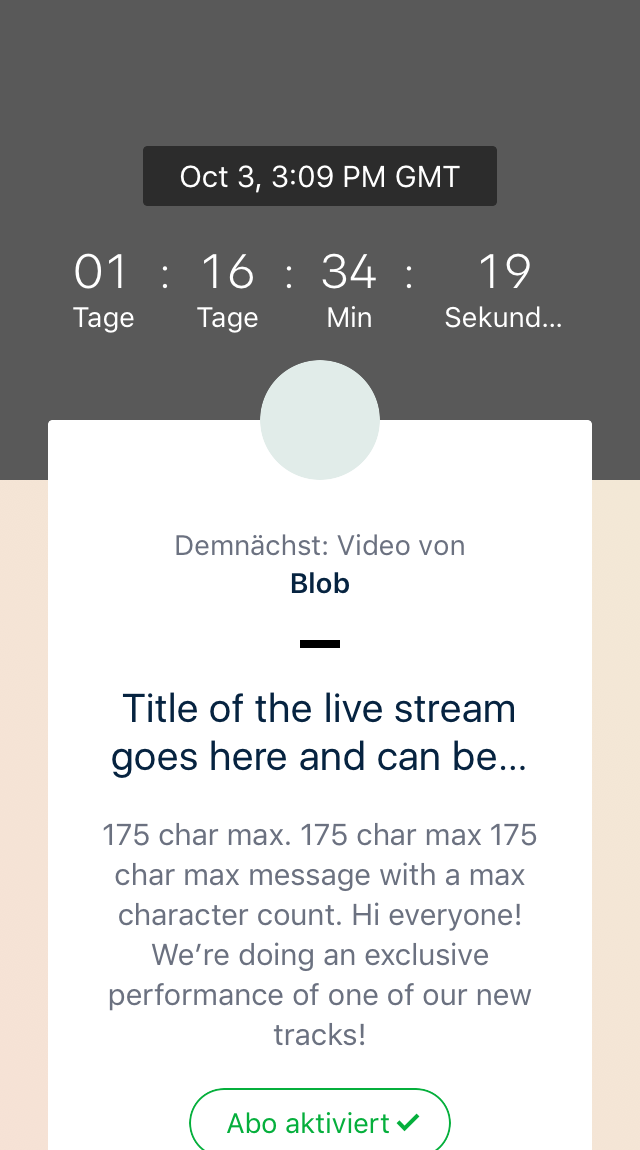 Oct 3, 3:09 PM GMT
01 : 16 : 34 : 19
Tage Tage Min Sekund...
Demnächst: Video von
Blob
Title of the live stream
goes here and can be...
175 char max. 175 char max 175
char max message with a max
character count. Hi everyone!
We’re doing an exclusive
performance of one of our new
tracks!
Abo aktiviert ✓